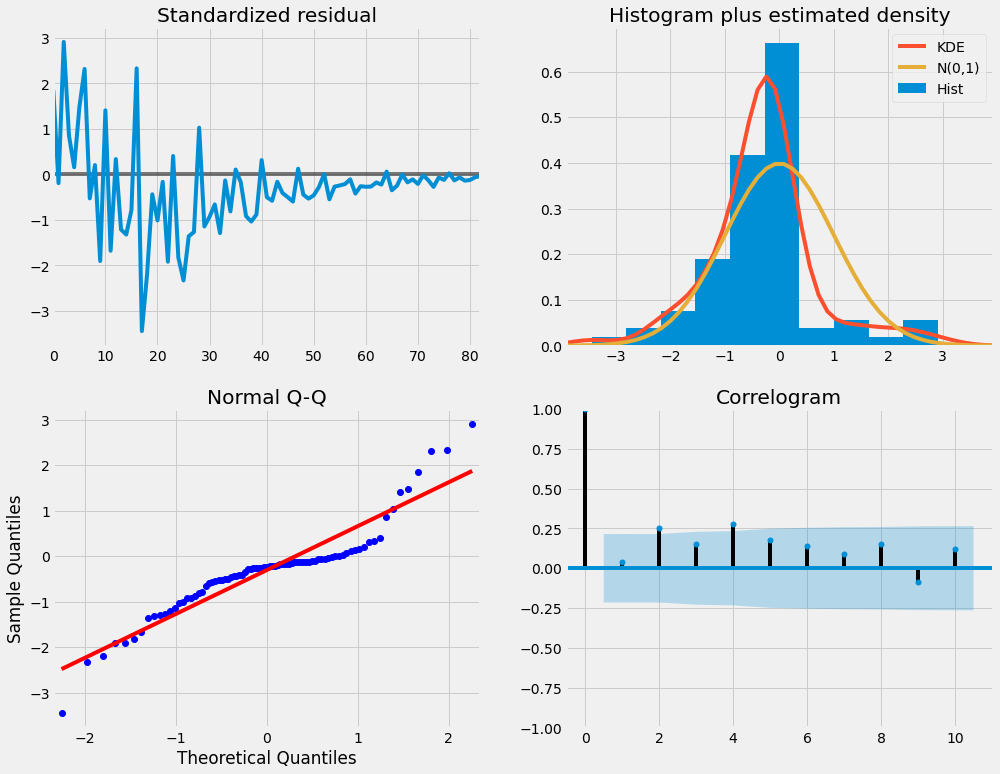 Standardized residual
3
2
1
0
−1
−2
−3
0 10 20 30 40 50 60 70 80
Histogram plus estimated density
KDE
N(0,1)
Hist
0.6
0.5
0.4
0.3
0.2
0.1
0.0
−3 −2 −1 0 1 2 3
Normal Q-Q
Sample Quantiles
3
2
1
0
−1
−2
−3
−2 −1 0 1 2
Theoretical Quantiles
Correlogram
1.00
0.75
0.50
0.25
0.00
−0.25
−0.50
−0.75
−1.00
0 2 4 6 8 10